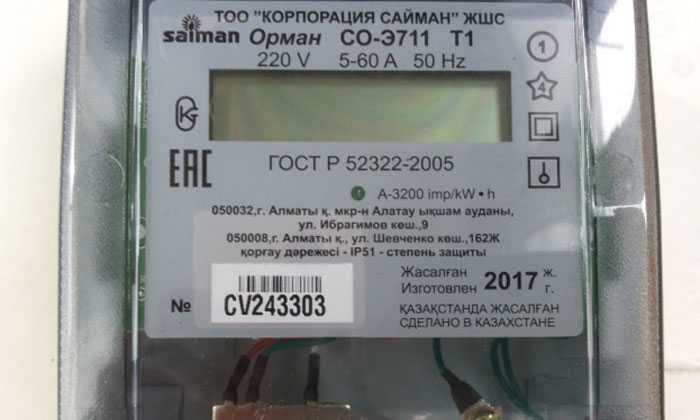 ТОО "КОРПОРАЦИЯ САЙМАН" ЖШС
saiman Орман СО-Э711 Т1
220 V 5-60 A 50 Hz
1
4
ЕАС
ГОСТ Р 52322-2005
A-3200 imp/kW•h
050032,г. Алматы қ. мкр-н Алатау ықшам ауданы,
ул. Ибрагимов көш.,9
050008,г. Алматы қ., ул. Шевченко көш.,162Ж
қорғау дәрежесі - IP51 - степень защиты
Жасалған 2017 ж.
Изготовлен г.
№ CV243303
ҚАЗАҚСТАНДА ЖАСАЛҒАН
СДЕЛАНО В КАЗАХСТАНЕ